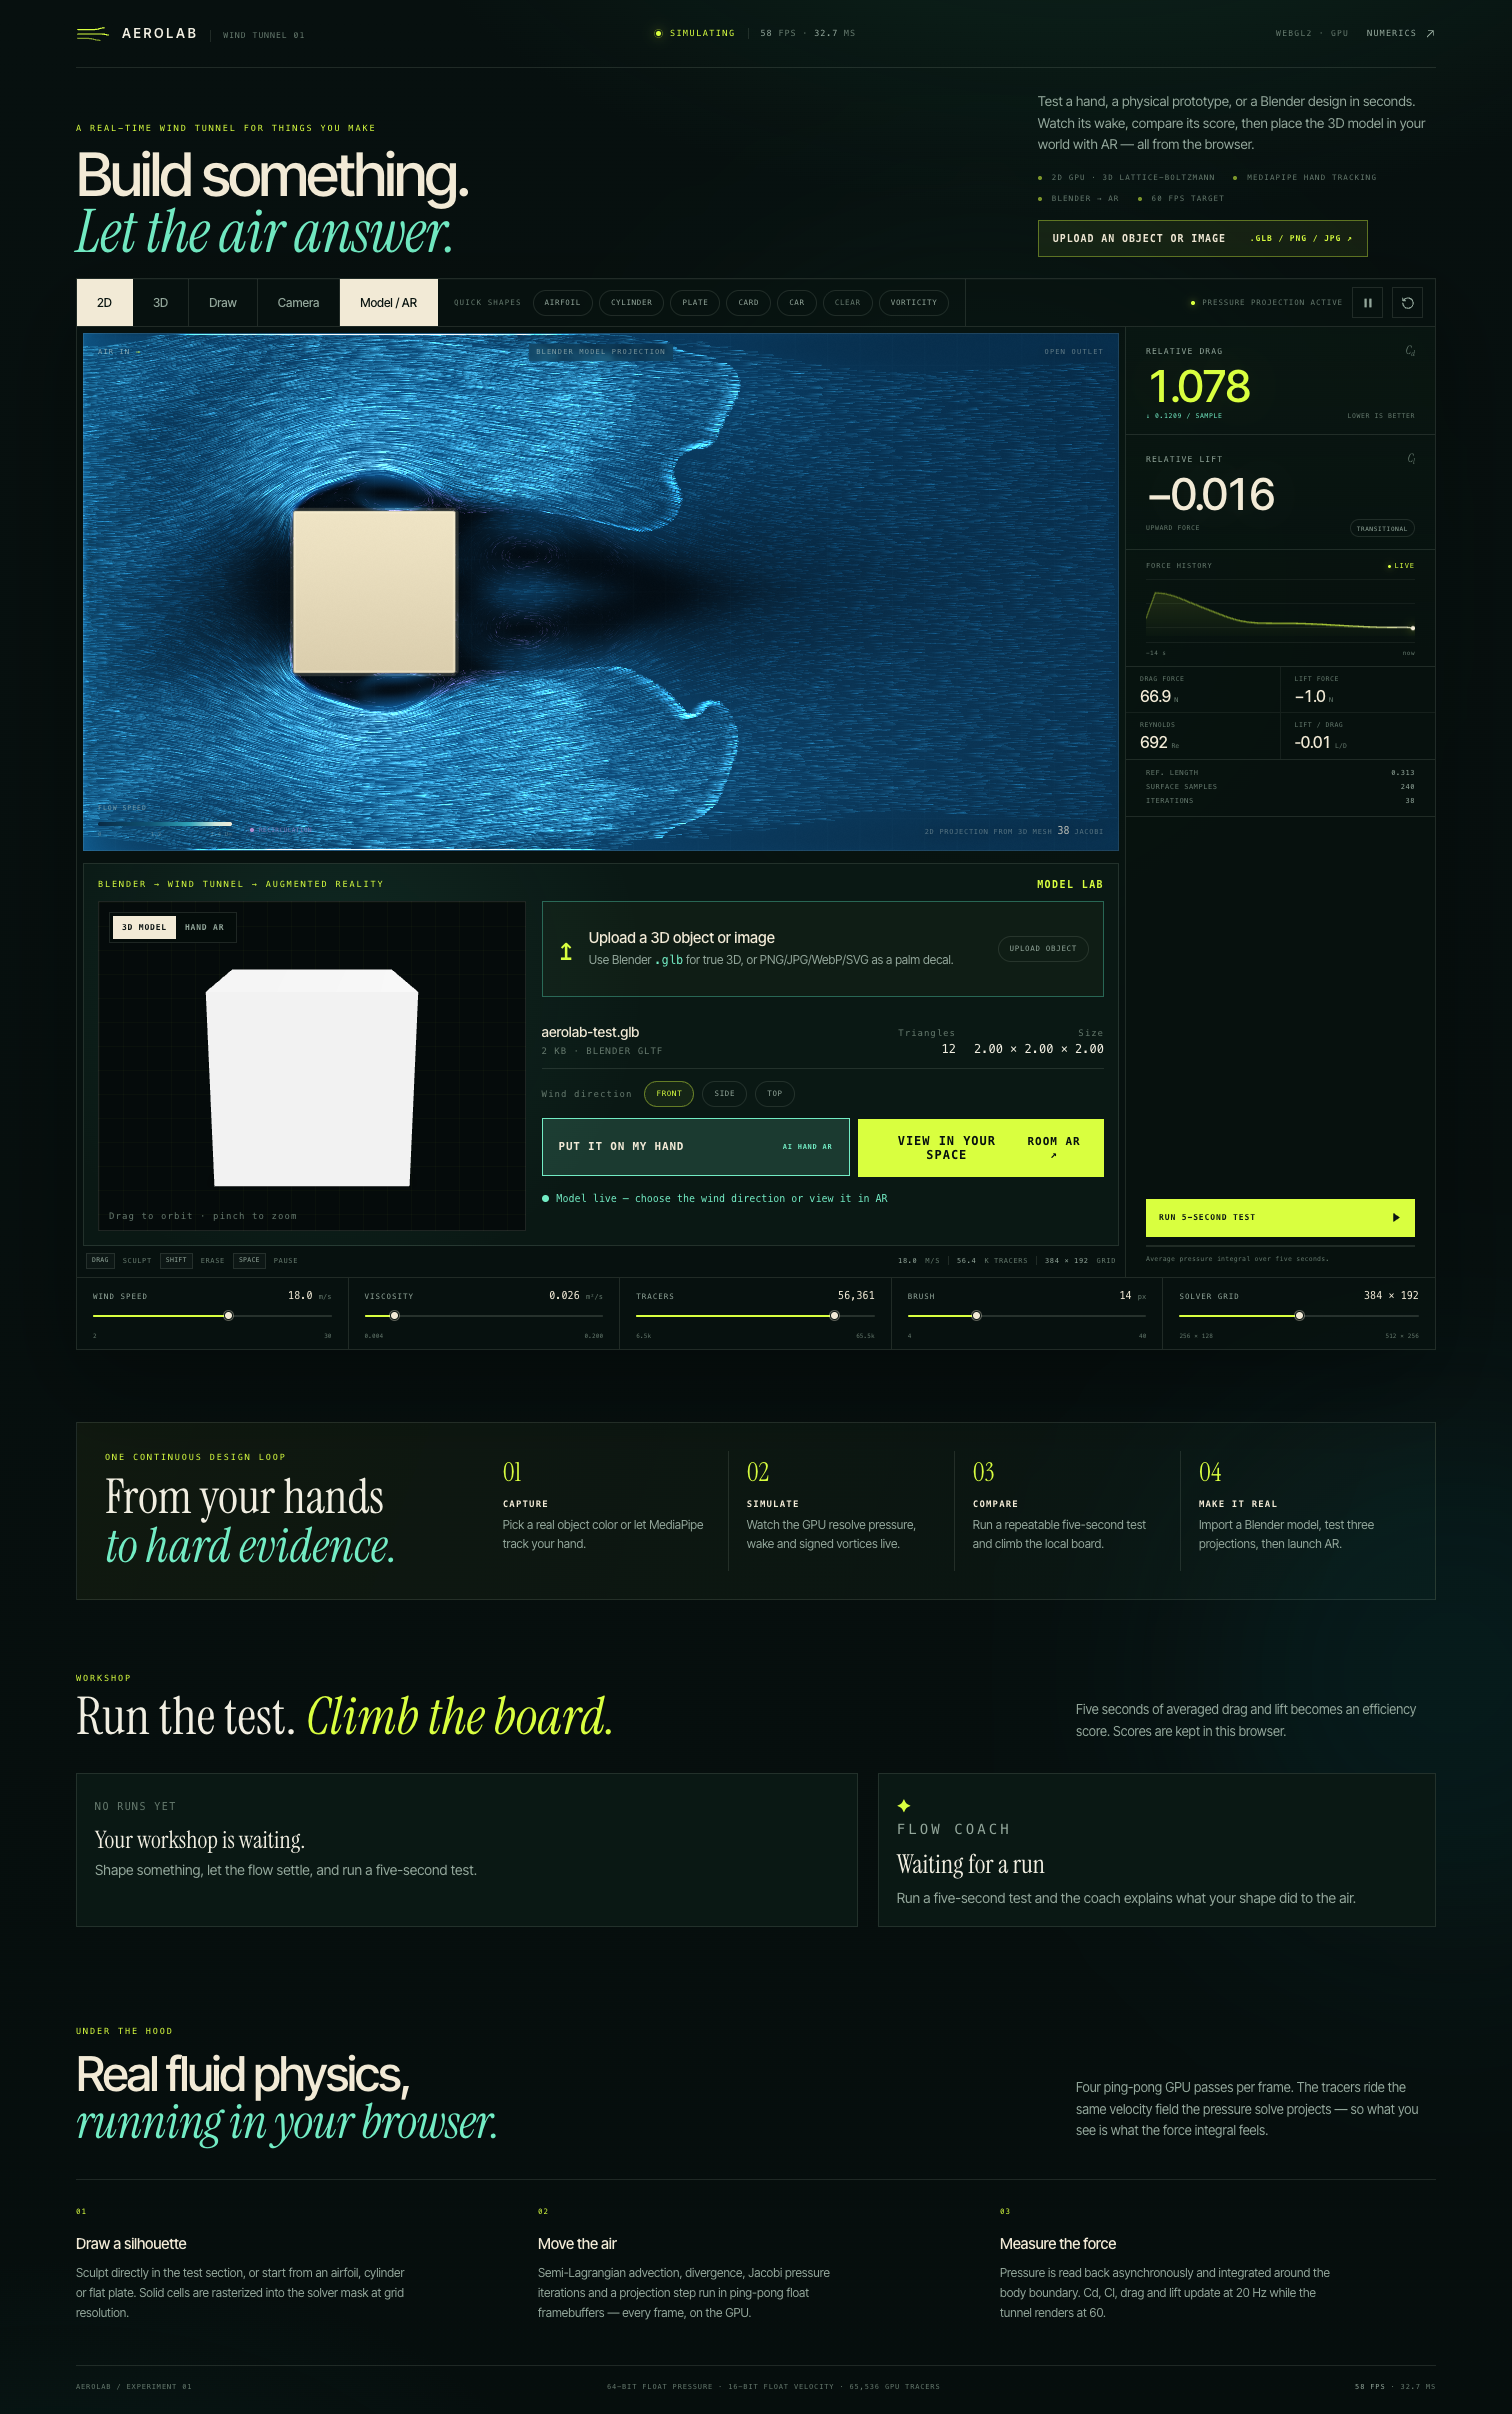 AEROLAB
WIND TUNNEL 01
SIMULATING
58 FPS · 32.7 MS
WEBGL2 · GPU
NUMERICS ↗
A REAL-TIME WIND TUNNEL FOR THINGS YOU MAKE
Build something.
Let the air answer.
Test a hand, a physical prototype, or a Blender design in seconds.
Watch its wake, compare its score, then place the 3D model in your
world with AR — all from the browser.
2D GPU · 3D LATTICE-BOLTZMANN
MEDIAPIPE HAND TRACKING
BLENDER → AR
60 FPS TARGET
UPLOAD AN OBJECT OR IMAGE
.GLB / PNG / JPG ↗
2D
3D
Draw
Camera
Model / AR
QUICK SHAPES
AIRFOIL
CYLINDER
PLATE
CARD
CAR
CLEAR
VORTICITY
PRESSURE PROJECTION ACTIVE
AIR IN →
BLENDER MODEL PROJECTION
OPEN OUTLET
FLOW SPEED
2D PROJECTION FROM 3D MESH 38 JACOBI
RELATIVE DRAG
Cd
1.078
↓ 0.1209 / SAMPLE
LOWER IS BETTER
RELATIVE LIFT
Cl
−0.016
UPWARD FORCE
TRANSITIONAL
FORCE HISTORY
LIVE
−14 s
now
DRAG FORCE
66.9 N
LIFT FORCE
−1.0 N
REYNOLDS
692 Re
LIFT / DRAG
-0.01 L/D
REF. LENGTH
0.313
SURFACE SAMPLES
240
ITERATIONS
38
RUN 5-SECOND TEST
Average pressure integral over five seconds.
BLENDER → WIND TUNNEL → AUGMENTED REALITY
MODEL LAB
3D MODEL
HAND AR
Drag to orbit · pinch to zoom
↥
Upload a 3D object or image
Use Blender .glb for true 3D, or PNG/JPG/WebP/SVG as a palm decal.
UPLOAD OBJECT
aerolab-test.glb
2 KB · BLENDER GLTF
Triangles
12
Size
2.00 × 2.00 × 2.00
Wind direction
FRONT
SIDE
TOP
PUT IT ON MY HAND
AI HAND AR
VIEW IN YOUR
SPACE
ROOM AR
↗
Model live — choose the wind direction or view it in AR
DRAG SCULPT SHIFT ERASE SPACE PAUSE
18.0 M/S
56.4 K TRACERS
384 × 192 GRID
WIND SPEED
18.0 m/s
2
30
VISCOSITY
0.026 m²/s
0.004
0.200
TRACERS
56,361
6.5k
65.5k
BRUSH
14 px
4
40
SOLVER GRID
384 × 192
256 × 128
512 × 256
ONE CONTINUOUS DESIGN LOOP
From your hands
to hard evidence.
01
CAPTURE
Pick a real object color or let MediaPipe
track your hand.
02
SIMULATE
Watch the GPU resolve pressure,
wake and signed vortices live.
03
COMPARE
Run a repeatable five-second test
and climb the local board.
04
MAKE IT REAL
Import a Blender model, test three
projections, then launch AR.
WORKSHOP
Run the test. Climb the board.
Five seconds of averaged drag and lift becomes an efficiency
score. Scores are kept in this browser.
NO RUNS YET
Your workshop is waiting.
Shape something, let the flow settle, and run a five-second test.
✦
FLOW COACH
Waiting for a run
Run a five-second test and the coach explains what your shape did to the air.
UNDER THE HOOD
Real fluid physics,
running in your browser.
Four ping-pong GPU passes per frame. The tracers ride the
same velocity field the pressure solve projects — so what you
see is what the force integral feels.
01
Draw a silhouette
Sculpt directly in the test section, or start from an airfoil, cylinder
or flat plate. Solid cells are rasterized into the solver mask at grid
resolution.
02
Move the air
Semi-Lagrangian advection, divergence, Jacobi pressure
iterations and a projection step run in ping-pong float
framebuffers — every frame, on the GPU.
03
Measure the force
Pressure is read back asynchronously and integrated around the
body boundary. Cd, Cl, drag and lift update at 20 Hz while the
tunnel renders at 60.
AEROLAB / EXPERIMENT 01
64-BIT FLOAT PRESSURE · 16-BIT FLOAT VELOCITY · 65,536 GPU TRACERS
58 FPS · 32.7 MS